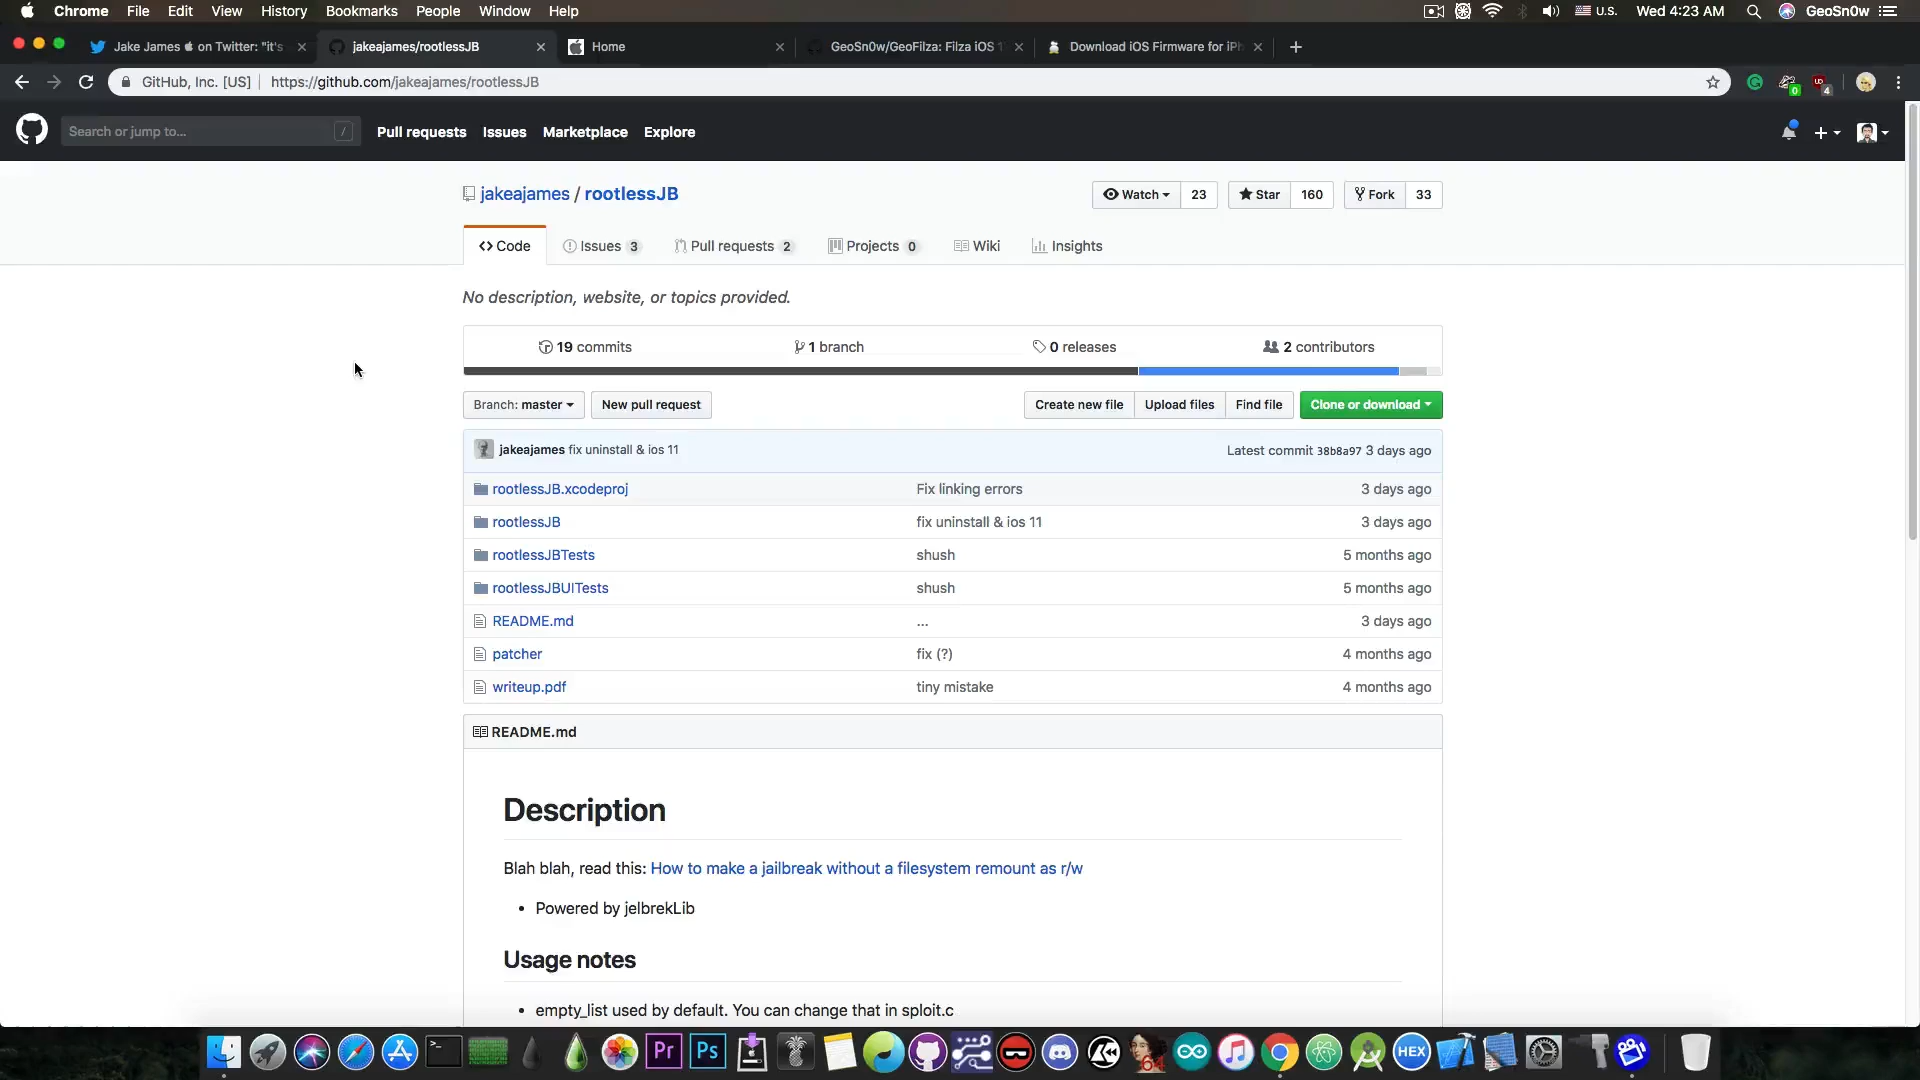 Chrome File Edit View History Bookmarks People Window Help U.S. Wed 4:23 AM GeoSn0w
Jake James on Twitter: "it's jakeajames/rootlessJB Home GeoSn0w/GeoFilza: Filza iOS 1 Download iOS Firmware for iPh
GitHub, Inc. [US] https://github.com/jakeajames/rootlessJB 0 4
Search or jump to... / Pull requests Issues Marketplace Explore
jakeajames / rootlessJB Watch 23 Star 160 Fork 33
Code Issues 3 Pull requests 2 Projects 0 Wiki Insights
No description, website, or topics provided.
19 commits 1 branch 0 releases 2 contributors
Branch: master New pull request Create new file Upload files Find file Clone or download
jakeajames fix uninstall & ios 11 Latest commit 38b8a97 3 days ago
rootlessJB.xcodeproj Fix linking errors 3 days ago
rootlessJB fix uninstall & ios 11 3 days ago
rootlessJBTests shush 5 months ago
rootlessJBUITests shush 5 months ago
README.md ... 3 days ago
patcher fix (?) 4 months ago
writeup.pdf tiny mistake 4 months ago
README.md
Description
Blah blah, read this: How to make a jailbreak without a filesystem remount as r/w
• Powered by jelbrekLib
Usage notes
• empty_list used by default. You can change that in sploit.c
Pr Ps 64 HEX